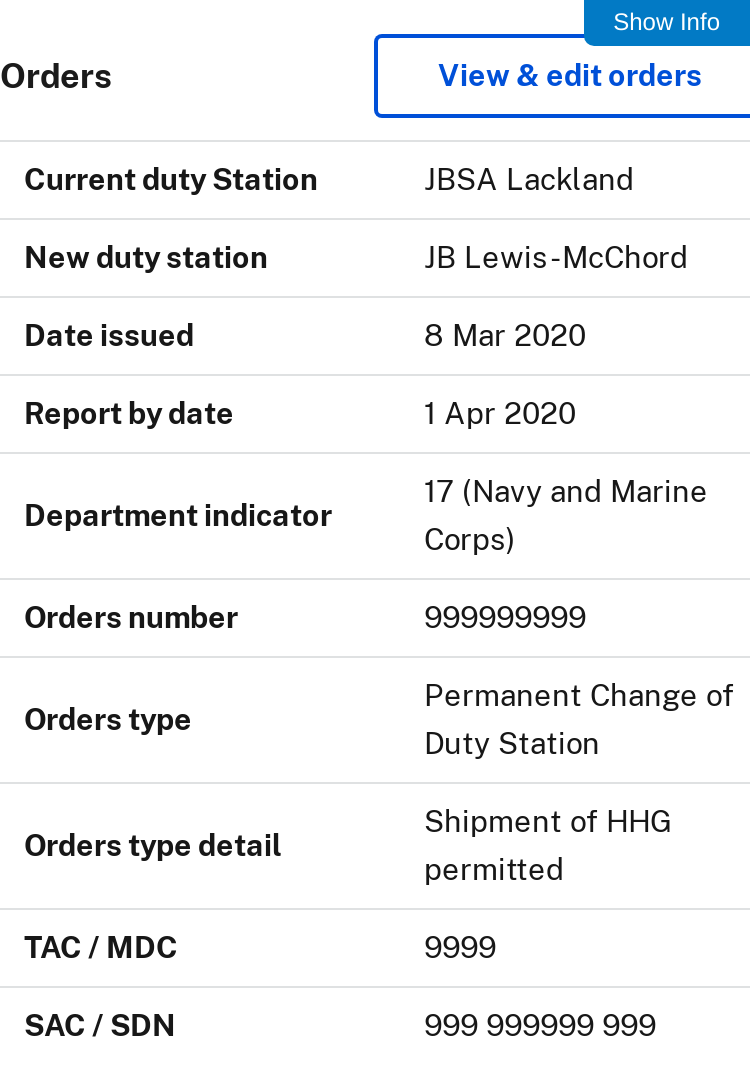 Show Info
Orders
View & edit orders
Current duty Station JBSA Lackland
New duty station JB Lewis-McChord
Date issued 8 Mar 2020
Report by date 1 Apr 2020
Department indicator 17 (Navy and Marine
Corps)
Orders number 999999999
Orders type Permanent Change of
Duty Station
Orders type detail Shipment of HHG
permitted
TAC / MDC 9999
SAC / SDN 999 999999 999